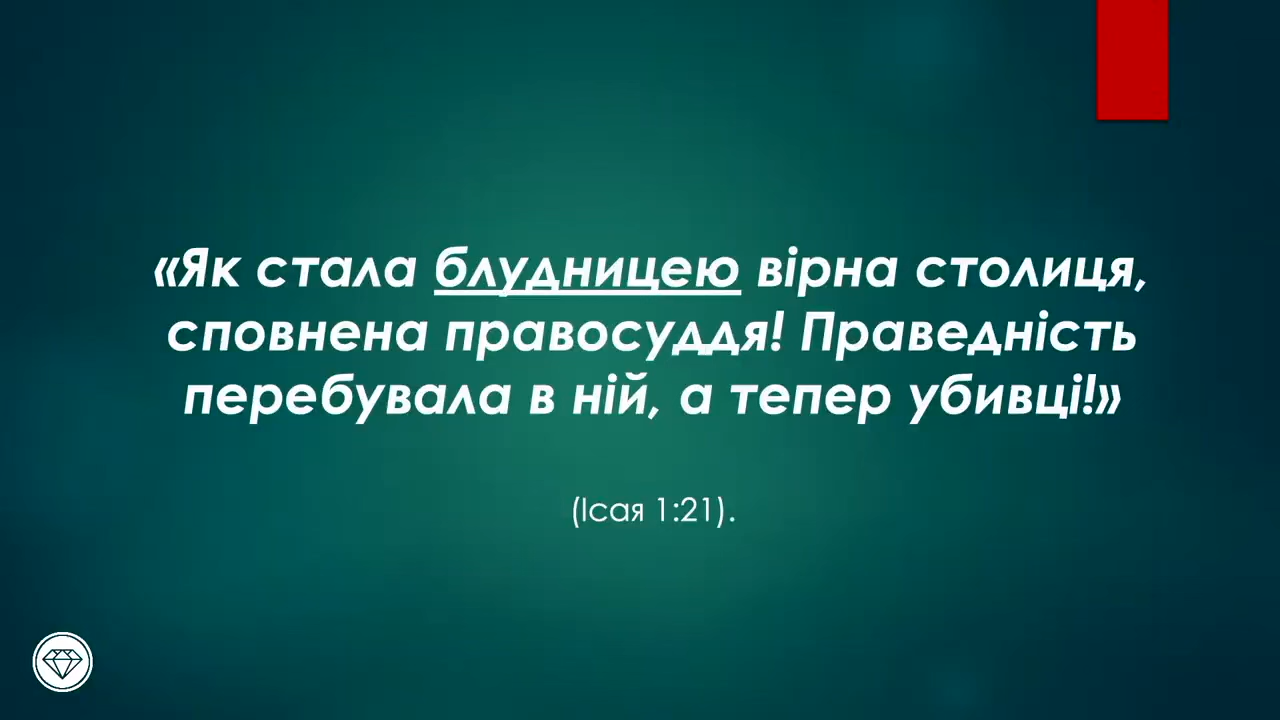 «Як стала блудницею вірна столиця,
сповнена правосуддя! Праведність
перебувала в ній, а тепер убивці!»
(Ісая 1:21).